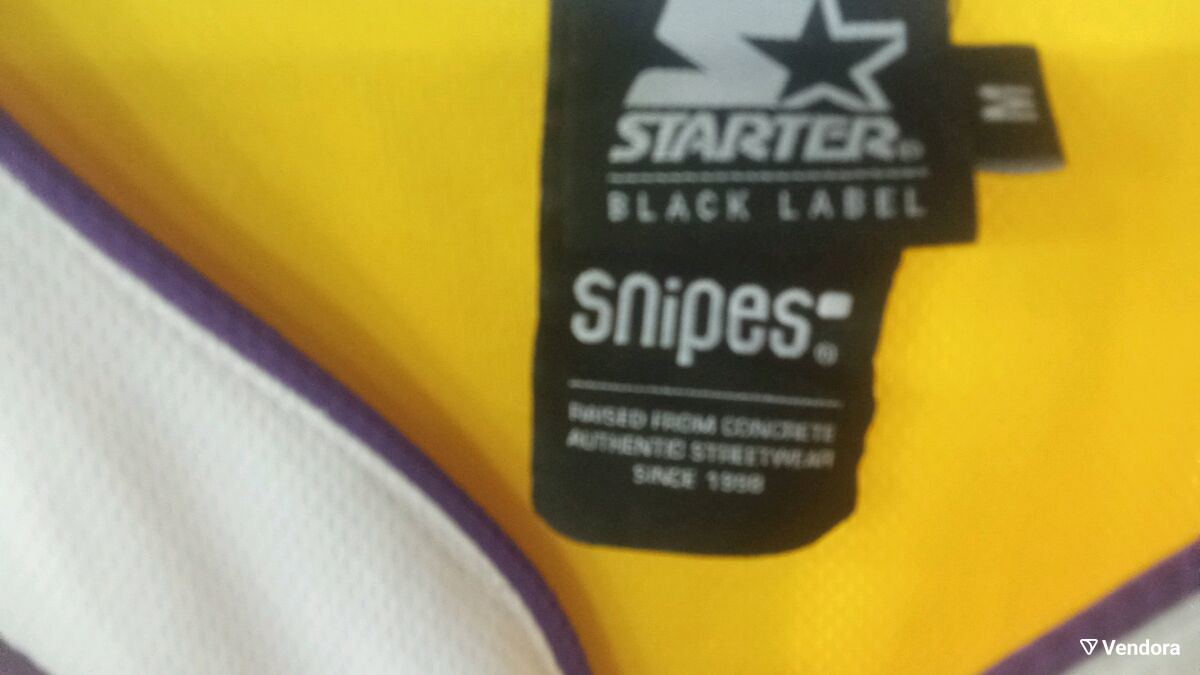 STARTER®
BLACK LABEL
M
snipes®
RAISED FROM CONCRETE
AUTHENTIC STREETWEAR
SINCE 1998
Vendora